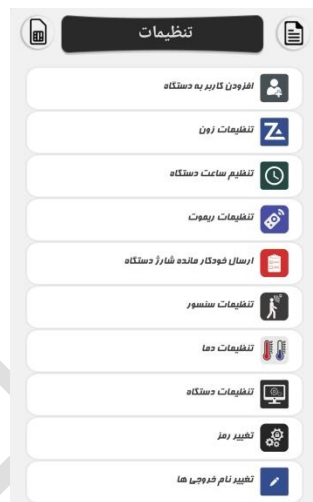 تنظیمات
افزودن کاربر به دستگاه
تنظیمات زون
تنظیم ساعت دستگاه
تنظیمات ریموت
ارسال خودکار مانده شارژ دستگاه
تنظیمات سنسور
تنظیمات دما
تنظیمات دستگاه
تغییر رمز
تغییر نام خروجی ها